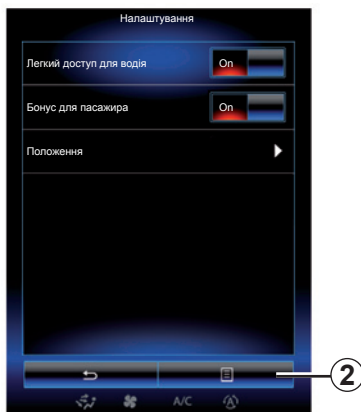 Налаштування
Легкий доступ для водія On
Бонус для пасажира On
Положення
2
A/C